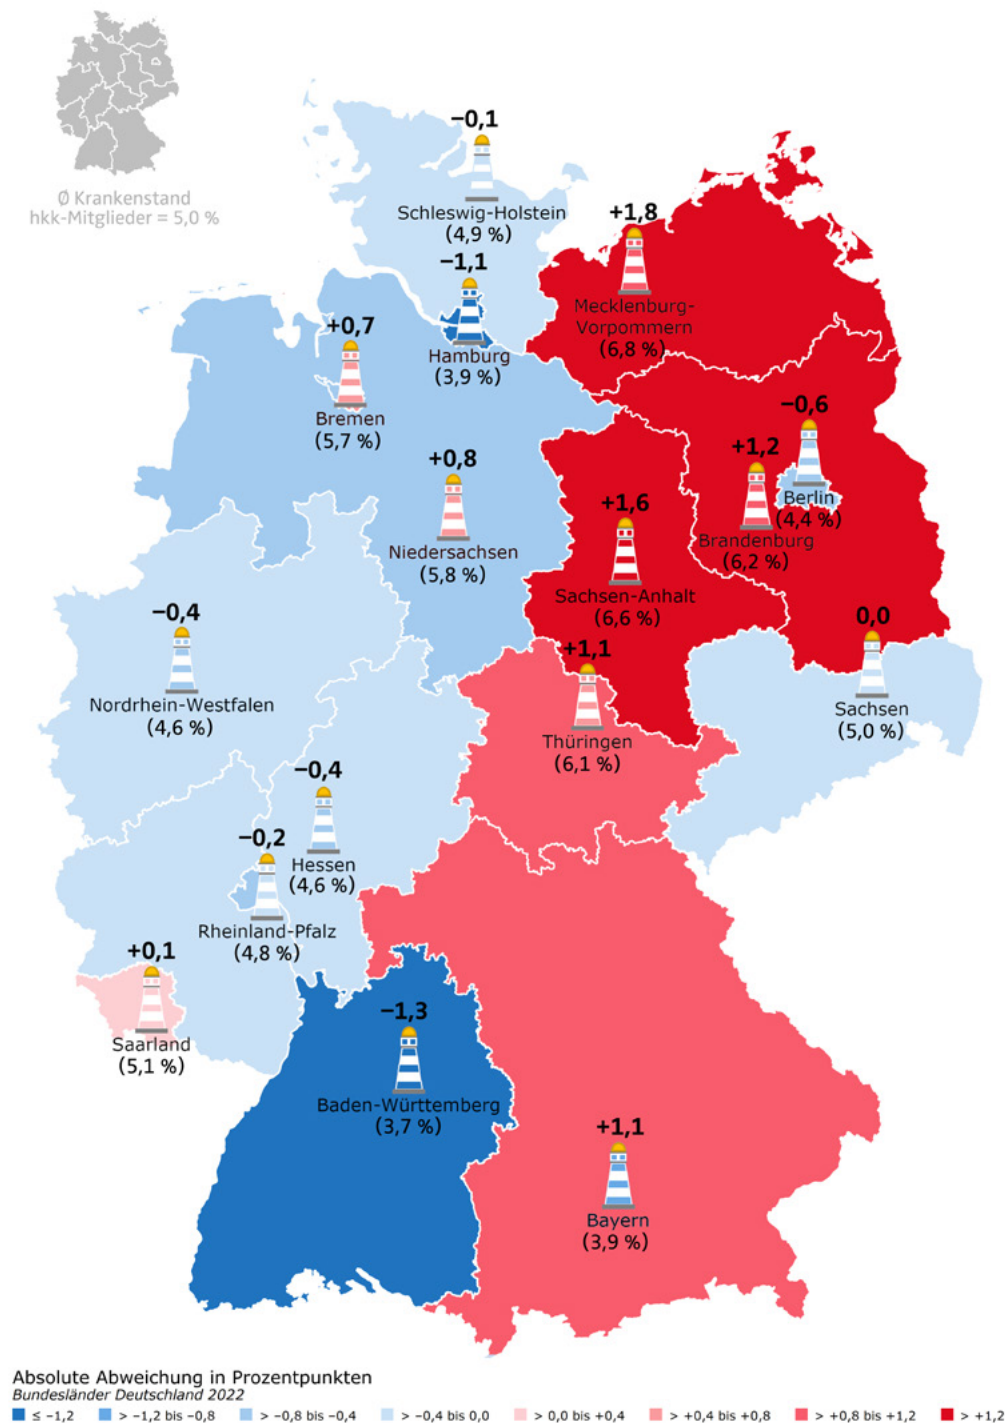 Ø Krankenstand
hkk-Mitglieder = 5,0 %
−0,1
Schleswig-Holstein
(4,9 %)
+1,8
Mecklenburg-
Vorpommern
(6,8 %)
−1,1
Hamburg
(3,9 %)
+0,7
Bremen
(5,7 %)
−0,6
Berlin
(4,4 %)
+1,2
Brandenburg
(6,2 %)
+0,8
Niedersachsen
(5,8 %)
+1,6
Sachsen-Anhalt
(6,6 %)
−0,4
Nordrhein-Westfalen
(4,6 %)
0,0
Sachsen
(5,0 %)
+1,1
Thüringen
(6,1 %)
−0,4
Hessen
(4,6 %)
−0,2
Rheinland-Pfalz
(4,8 %)
+0,1
Saarland
(5,1 %)
−1,3
Baden-Württemberg
(3,7 %)
+1,1
Bayern
(3,9 %)
Absolute Abweichung in Prozentpunkten
Bundesländer Deutschland 2022
≤ −1,2 > −1,2 bis −0,8 > −0,8 bis −0,4 > −0,4 bis 0,0 > 0,0 bis +0,4 > +0,4 bis +0,8 > +0,8 bis +1,2